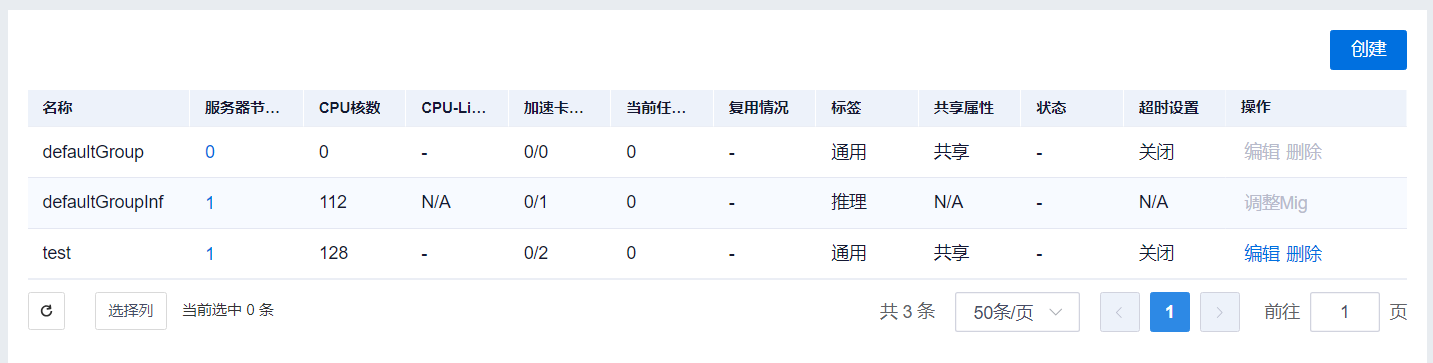 创建
名称 服务器节... CPU核数 CPU-Li... 加速卡... 当前任... 复用情况 标签 共享属性 状态 超时设置 操作
defaultGroup 0 0 - 0/0 0 - 通用 共享 - 关闭 编辑 删除
defaultGroupInf 1 112 N/A 0/1 0 - 推理 N/A - N/A 调整Mig
test 1 128 - 0/2 0 - 通用 共享 - 关闭 编辑 删除
选择列 当前选中 0 条 共 3 条 50条/页 1 前往 1 页